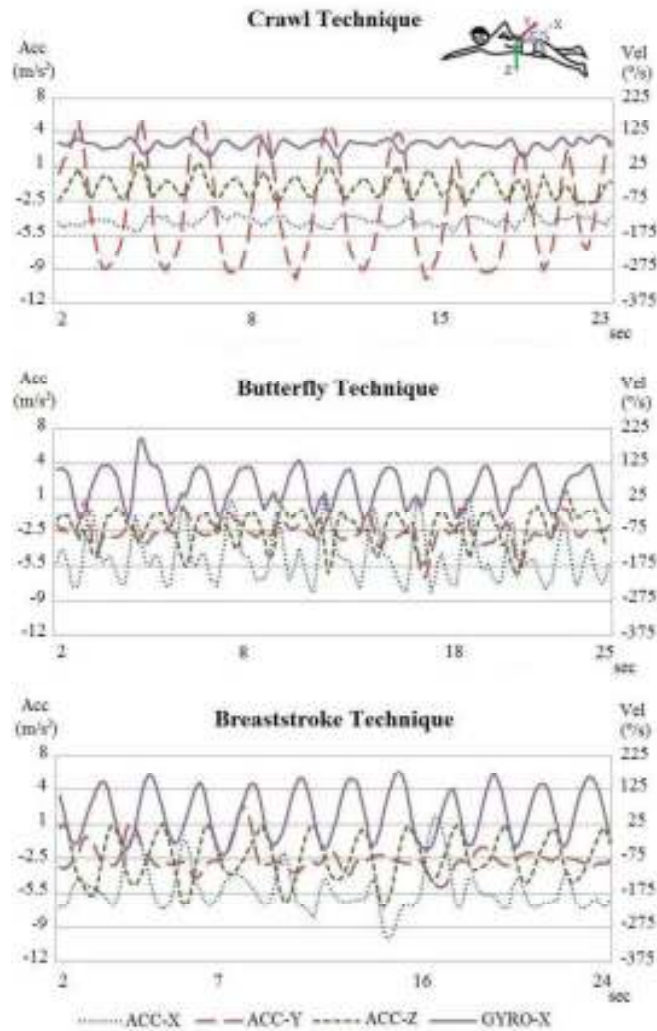 Crawl Technique
Acc
(m/s²)
Vel
(°/s)
Y
X
Z
8
4
1
-2.5
-5.5
-9
-12
225
125
25
-75
-175
-275
-375
2
8
15
23
sec
Butterfly Technique
Acc
(m/s²)
Vel
(°/s)
8
4
1
-2.5
-5.5
-9
-12
225
125
25
-75
-175
-275
-375
2
8
18
25
sec
Breaststroke Technique
Acc
(m/s²)
Vel
(°/s)
8
4
1
-2.5
-5.5
-9
-12
225
125
25
-75
-175
-275
-375
2
7
16
24
sec
ACC-X ACC-Y ACC-Z GYRO-X